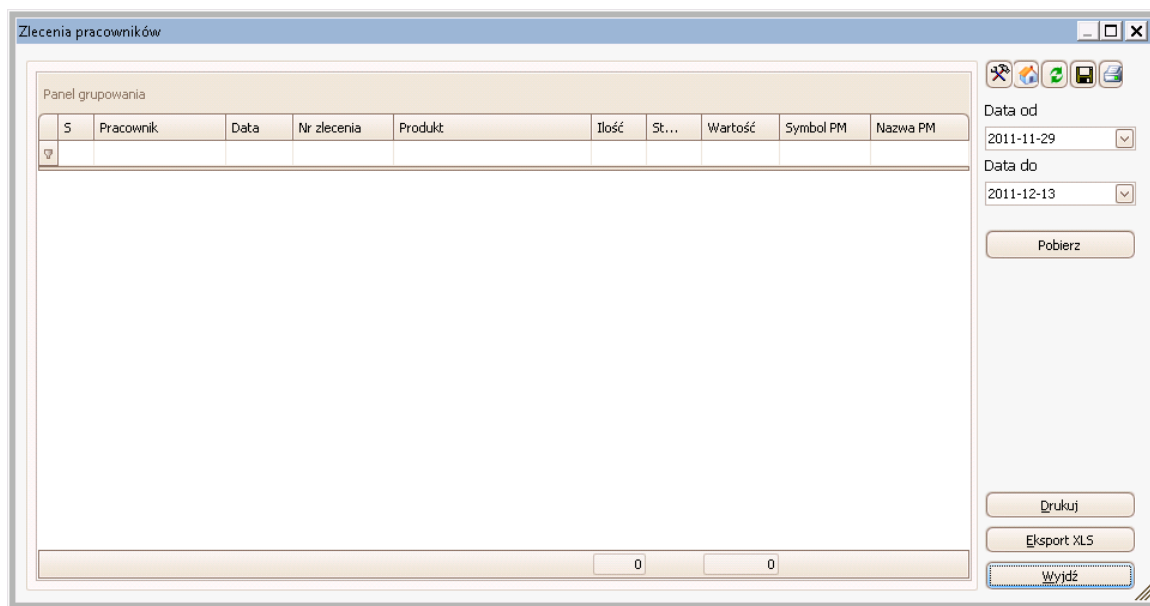 Zlecenia pracowników
Panel grupowania
S Pracownik Data Nr zlecenia Produkt Ilość St... Wartość Symbol PM Nazwa PM
0 0
Data od
2011-11-29
Data do
2011-12-13
Pobierz
Drukuj
Eksport XLS
Wyjdź